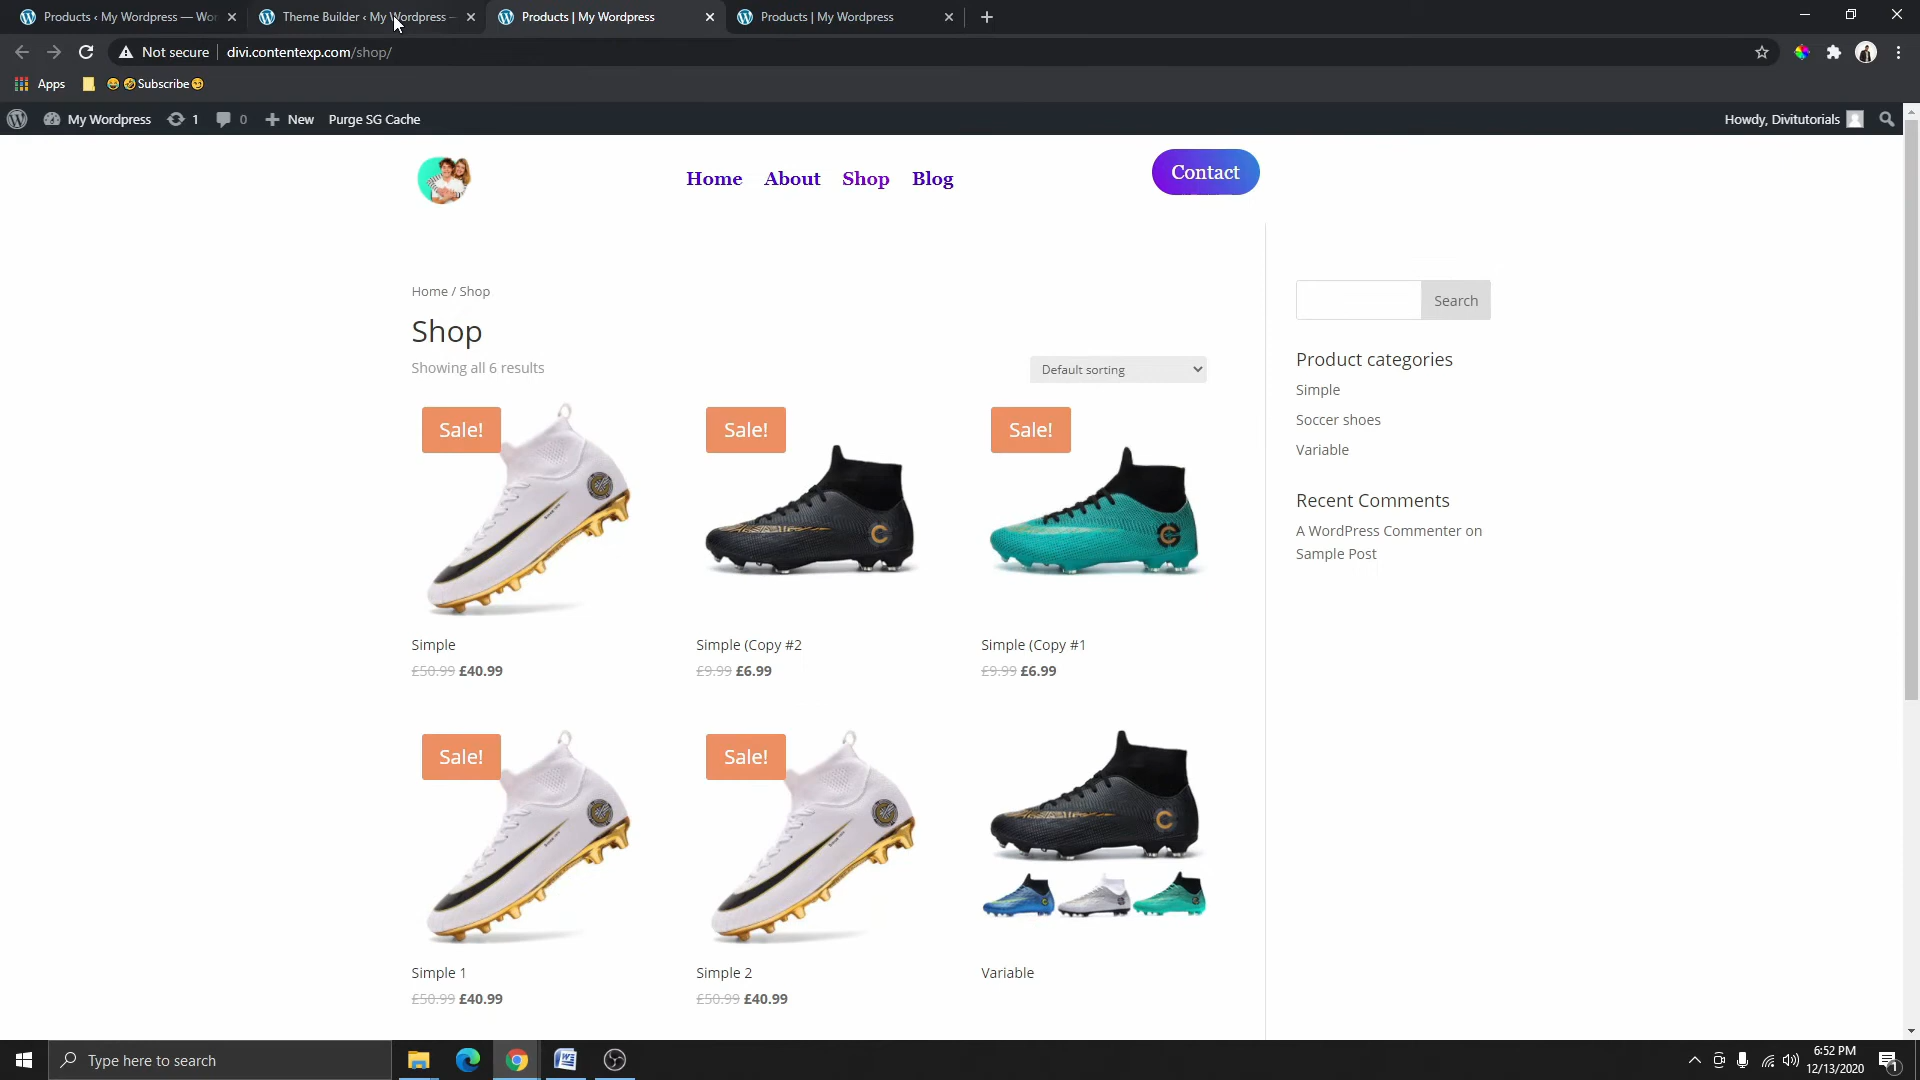 Products ‹ My Wordpress — Wor
Theme Builder ‹ My Wordpress —
Products | My Wordpress
Products | My Wordpress
Not secure
divi.contentexp.com/shop/
Apps
😂🤣Subscribe😏
My Wordpress
1
0
New
Purge SG Cache
Howdy, Divitutorials
Home
About
Shop
Blog
Contact
Home / Shop
Shop
Showing all 6 results
Default sorting
Sale!
Sale!
Sale!
Simple
£50.99 £40.99
Simple (Copy #2
£9.99 £6.99
Simple (Copy #1
£9.99 £6.99
Sale!
Sale!
Simple 1
£50.99 £40.99
Simple 2
£50.99 £40.99
Variable
Search
Product categories
Simple
Soccer shoes
Variable
Recent Comments
A WordPress Commenter on
Sample Post
Type here to search
6:52 PM
12/13/2020
1